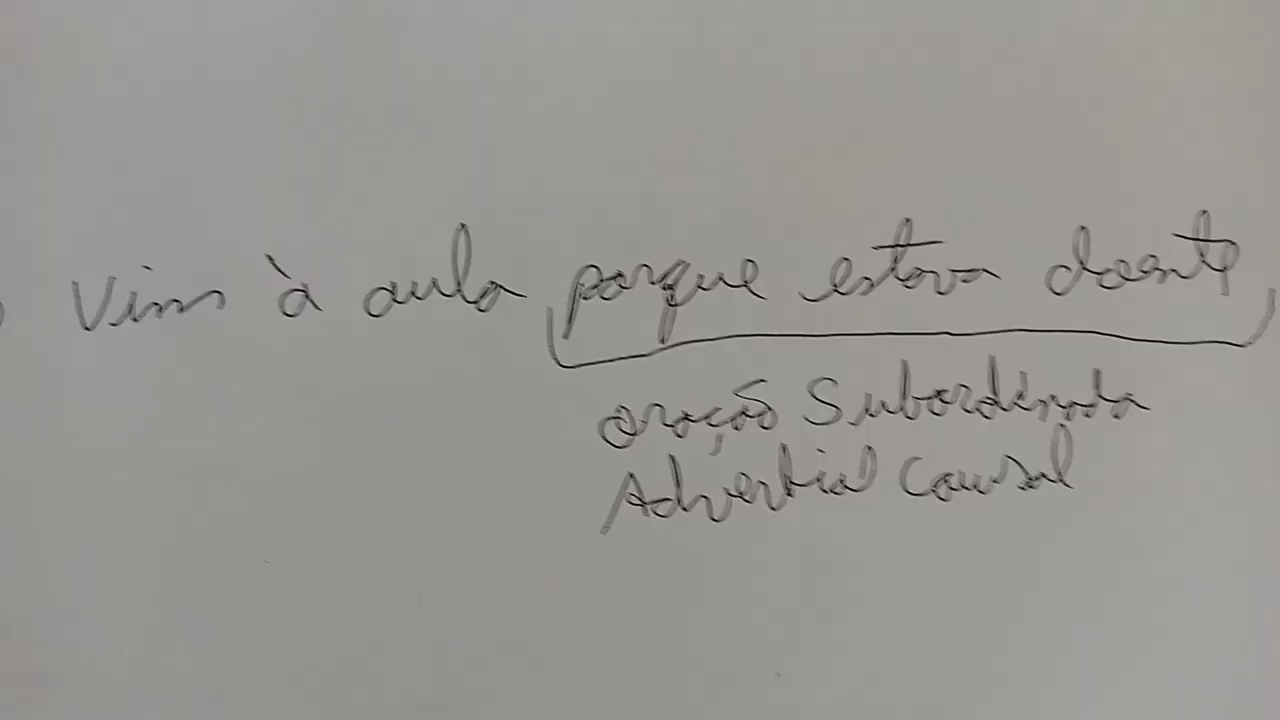 vim à aula, porque estava doente,
oração Subordinada
Adverbial Causal